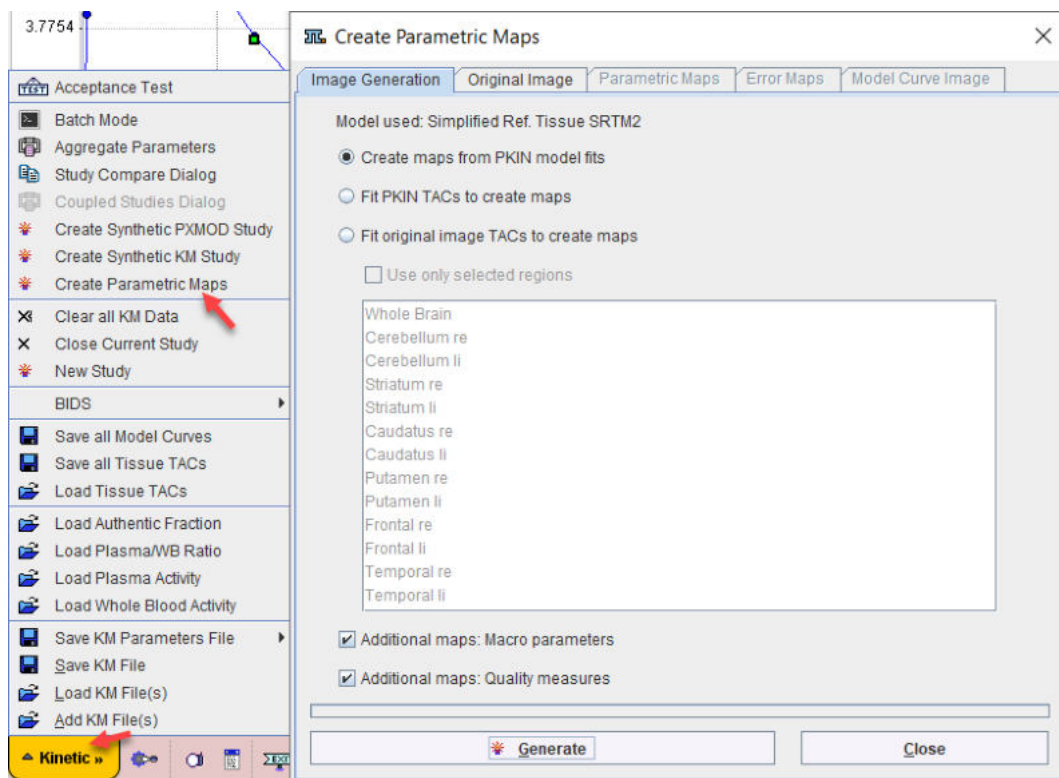 3.7754
Acceptance Test
Batch Mode
Aggregate Parameters
Study Compare Dialog
Coupled Studies Dialog
Create Synthetic PXMOD Study
Create Synthetic KM Study
Create Parametric Maps
Clear all KM Data
Close Current Study
New Study
BIDS
Save all Model Curves
Save all Tissue TACs
Load Tissue TACs
Load Authentic Fraction
Load Plasma/WB Ratio
Load Plasma Activity
Load Whole Blood Activity
Save KM Parameters File
Save KM File
Load KM File(s)
Add KM File(s)
Kinetic »
Create Parametric Maps
Image Generation Original Image Parametric Maps Error Maps Model Curve Image
Model used: Simplified Ref. Tissue SRTM2
Create maps from PKIN model fits
Fit PKIN TACs to create maps
Fit original image TACs to create maps
Use only selected regions
Whole Brain
Cerebellum re
Cerebellum li
Striatum re
Striatum li
Caudatus re
Caudatus li
Putamen re
Putamen li
Frontal re
Frontal li
Temporal re
Temporal li
Additional maps: Macro parameters
Additional maps: Quality measures
Generate Close